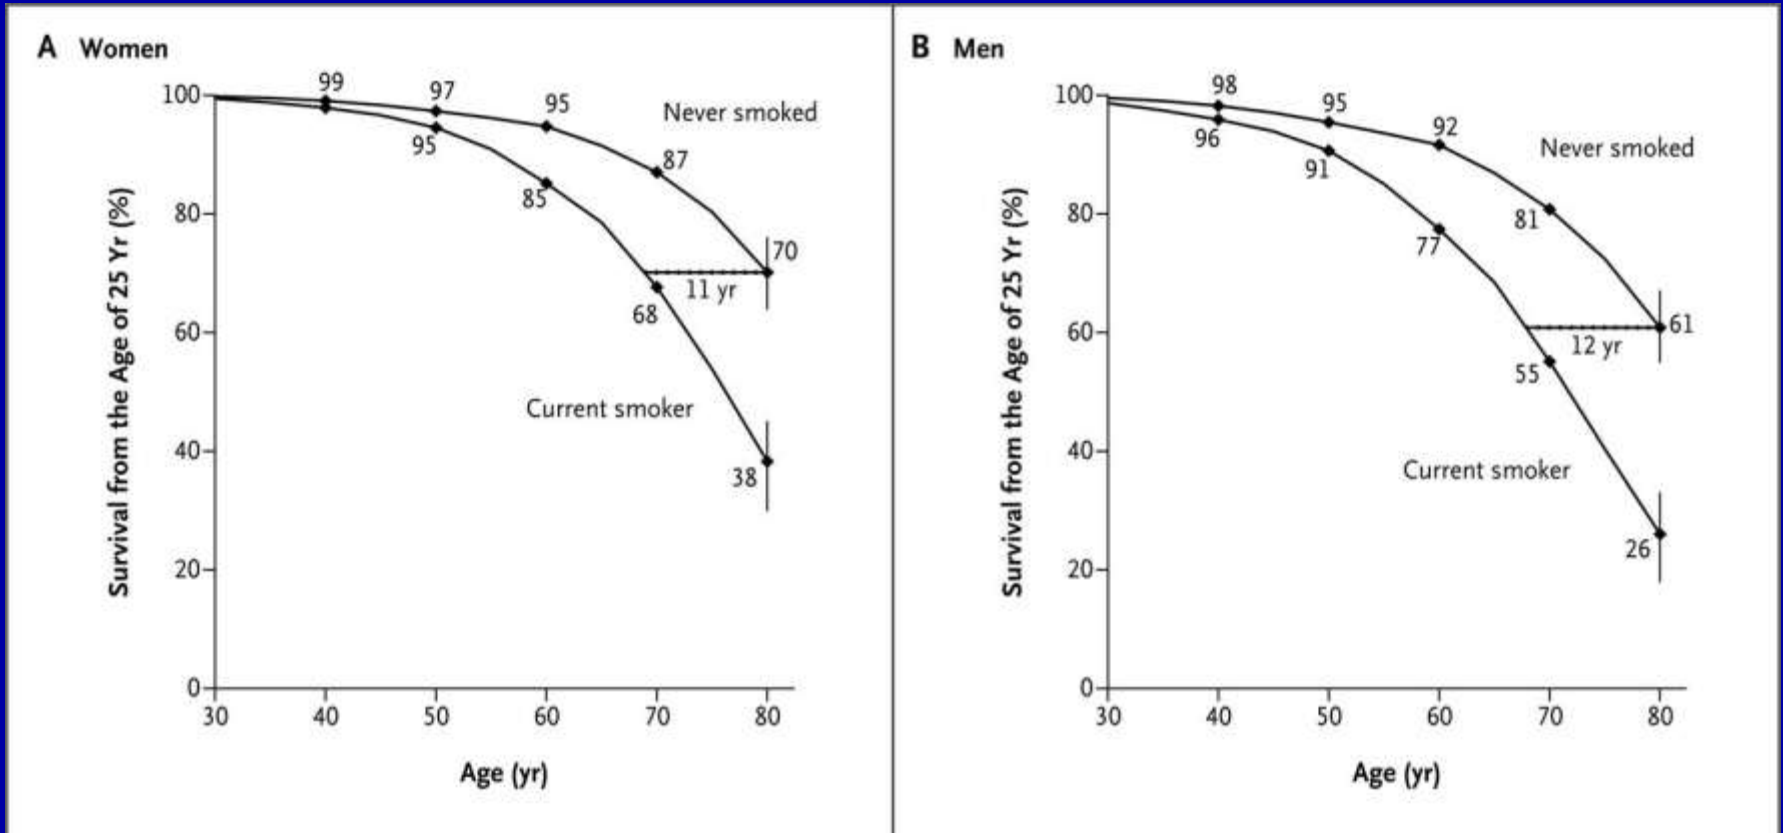 A Women
99
97
95
Never smoked
87
70
11 yr
95
85
68
Current smoker
38
100
80
60
40
20
0
Survival from the Age of 25 Yr (%)
30 40 50 60 70 80
Age (yr)
B Men
98
95
92
Never smoked
81
61
12 yr
96
91
77
55
Current smoker
26
100
80
60
40
20
0
Survival from the Age of 25 Yr (%)
30 40 50 60 70 80
Age (yr)